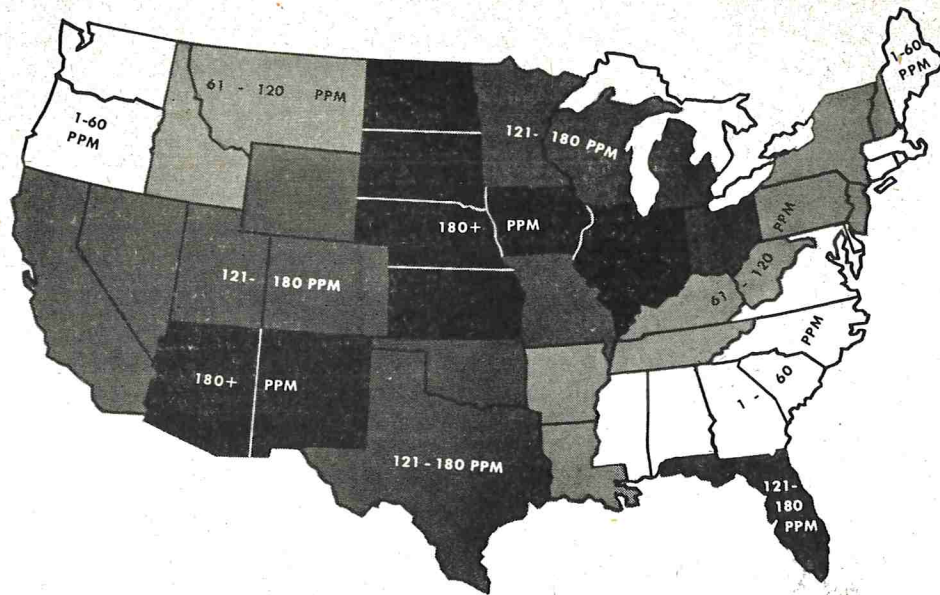 1-60
PPM
61 - 120 PPM
1-60
PPM
121- 180 PPM
180+ PPM
PPM
61 - 120
121- 180 PPM
PPM
1 - 60
180+ PPM
121 - 180 PPM
121-
180
PPM